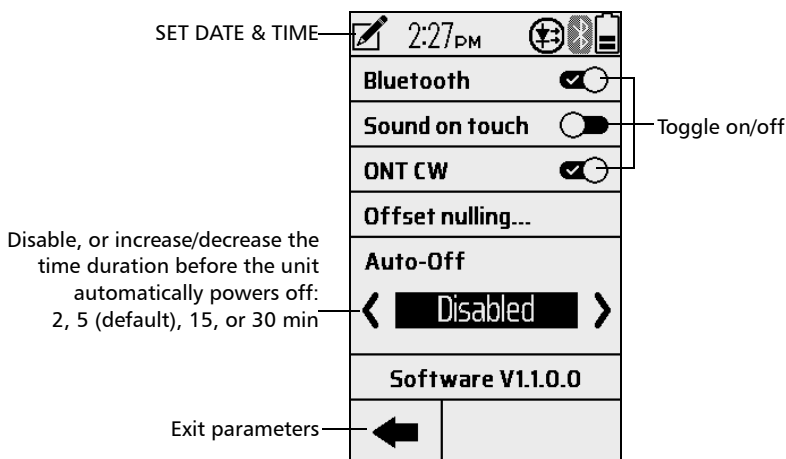 SET DATE & TIME
2:27PM
Bluetooth
Sound on touch
Toggle on/off
ONT CW
Offset nulling...
Disable, or increase/decrease the
time duration before the unit
automatically powers off:
2, 5 (default), 15, or 30 min
Auto-Off
Disabled
Software V1.1.0.0
Exit parameters